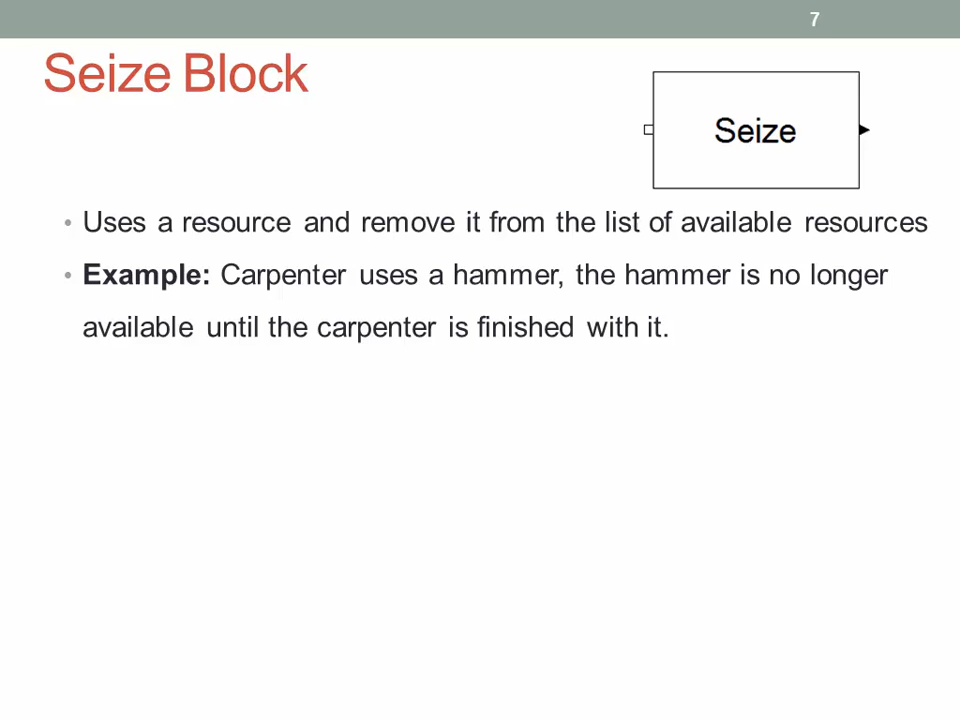 7
Seize Block
Seize
• Uses a resource and remove it from the list of available resources
• Example: Carpenter uses a hammer, the hammer is no longer
available until the carpenter is finished with it.